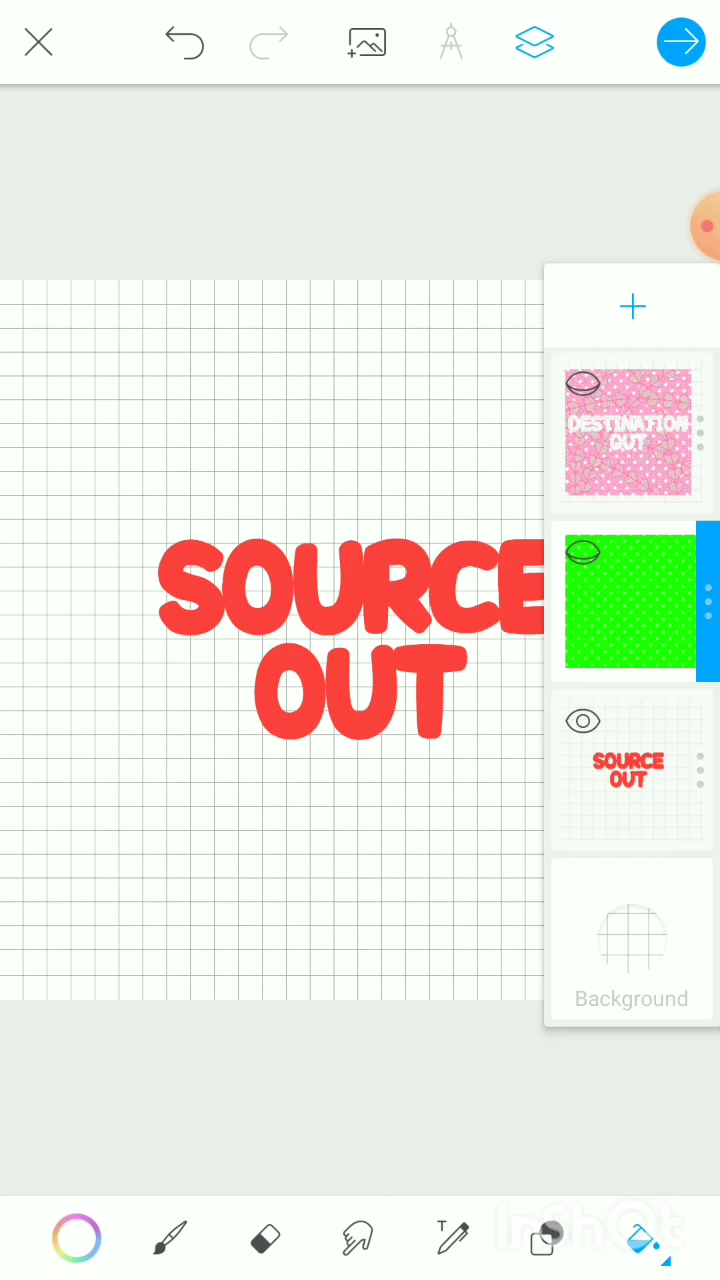 SOURCE
OUT
DESTINATION
OUT
SOURCE
OUT
Background
T
InShOt